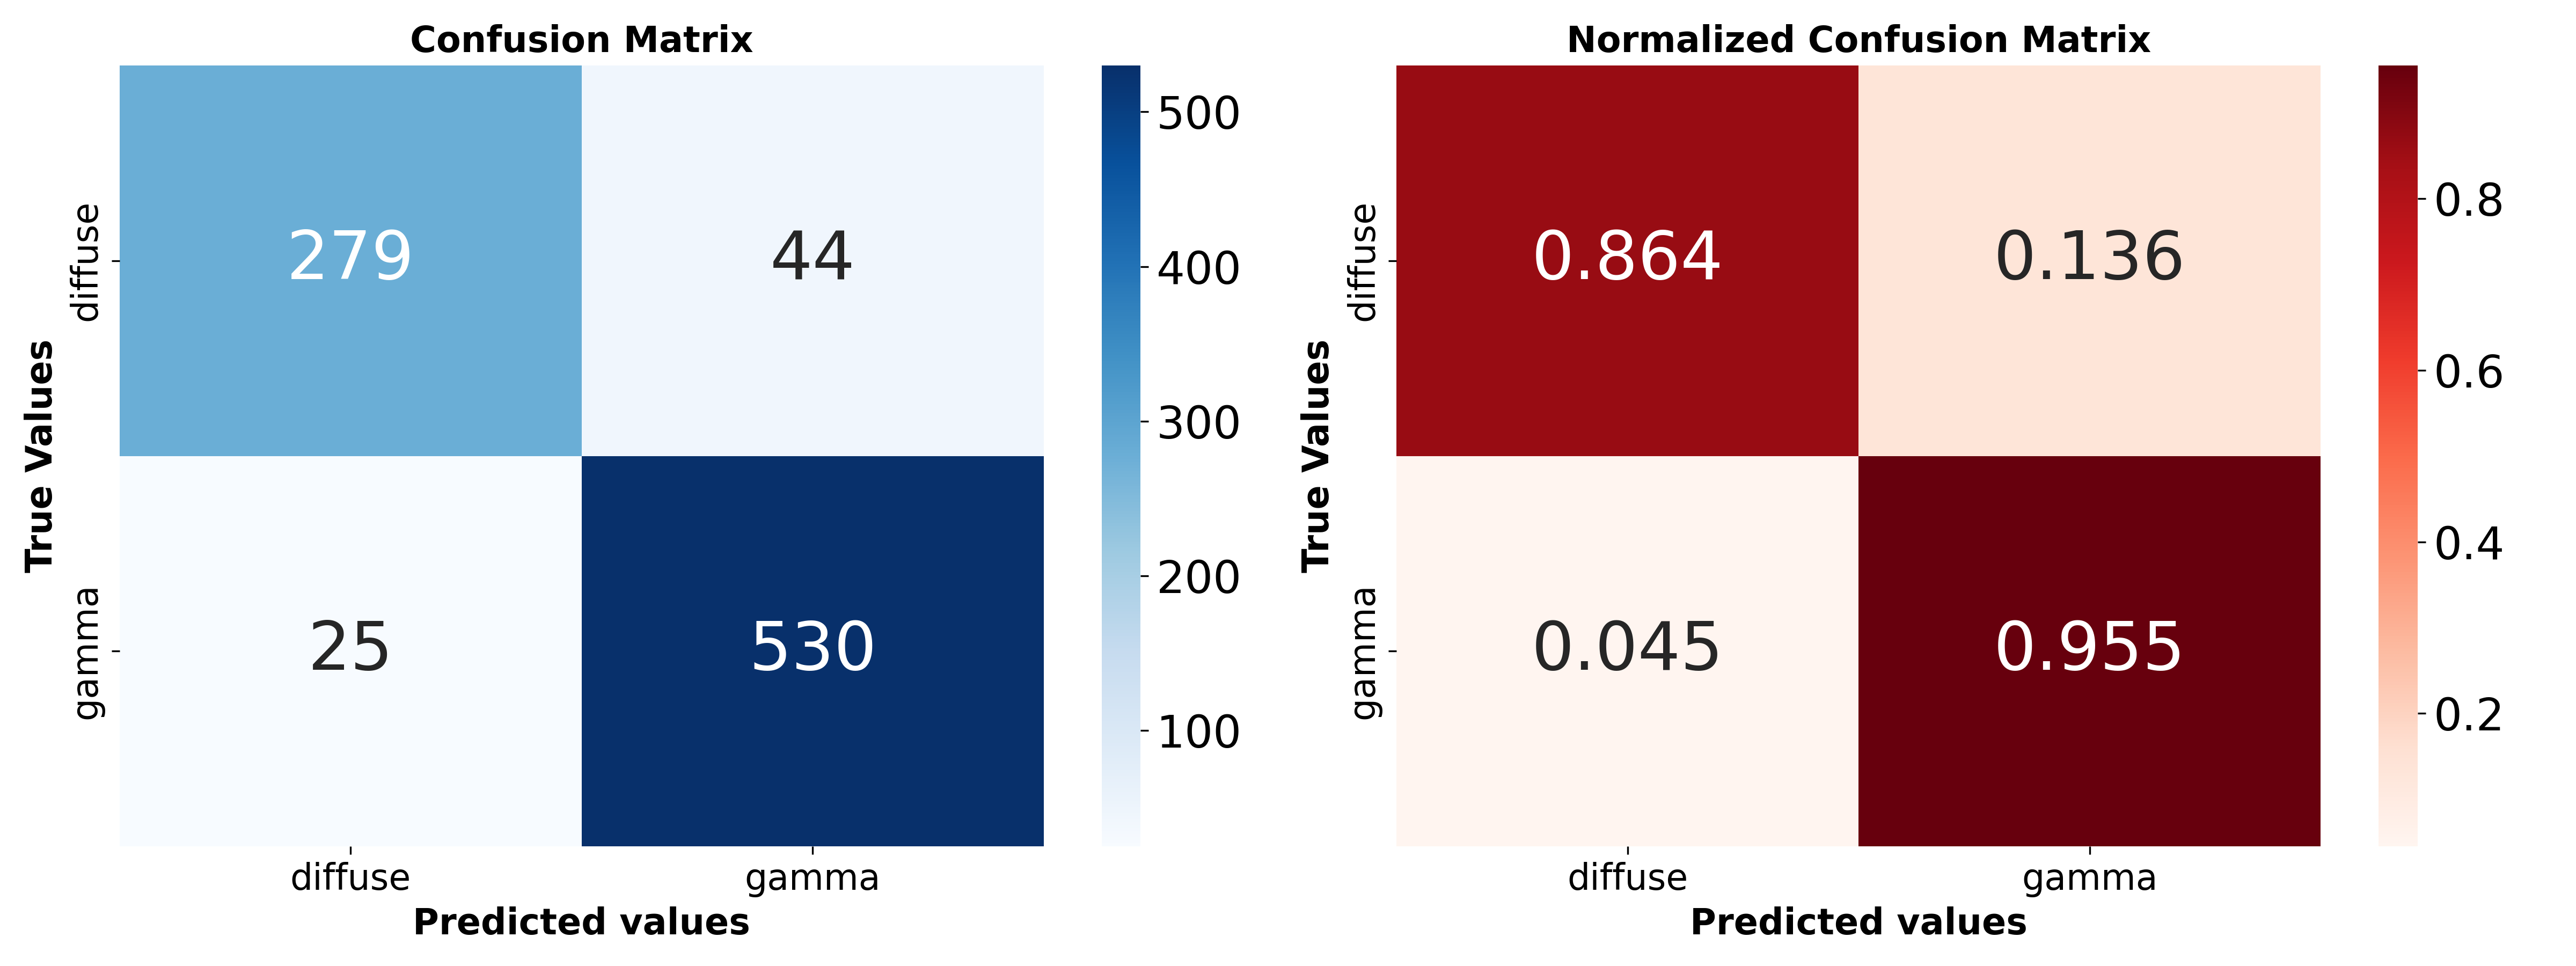 Confusion Matrix
True Values
diffuse
gamma
279
44
25
530
diffuse
gamma
Predicted values
500
400
300
200
100
Normalized Confusion Matrix
True Values
diffuse
gamma
0.864
0.136
0.045
0.955
diffuse
gamma
Predicted values
0.8
0.6
0.4
0.2